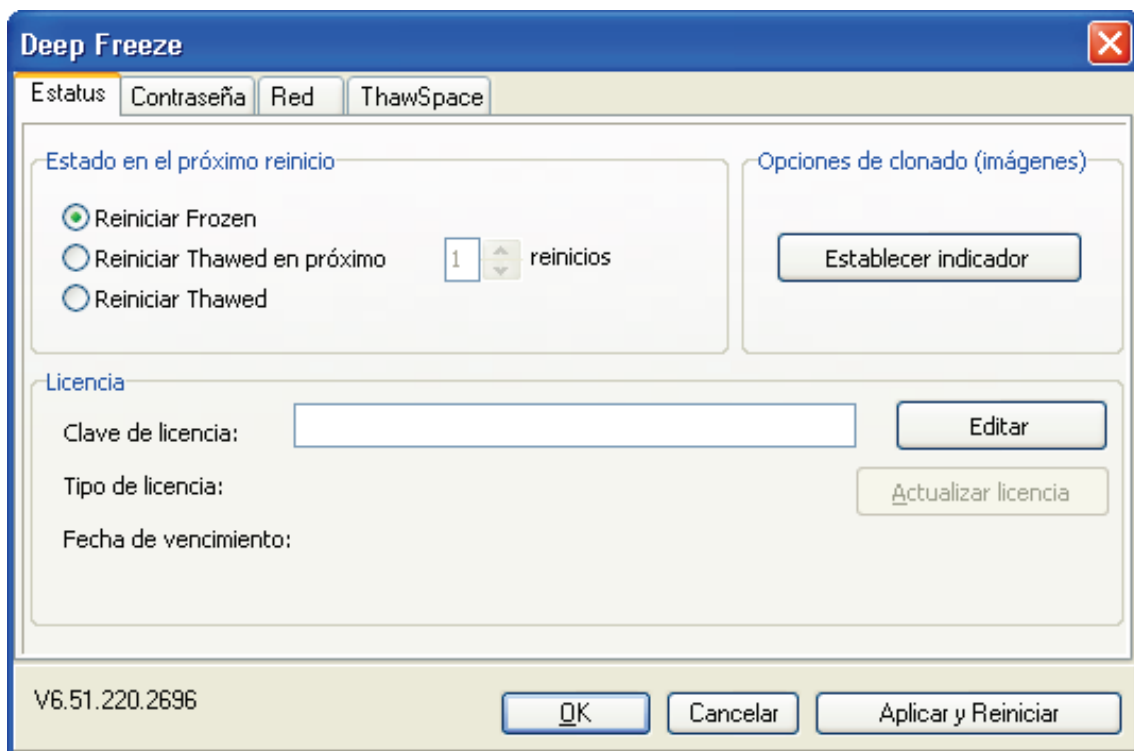 Deep Freeze
Estatus Contraseña Red ThawSpace
Estado en el próximo reinicio
Reiniciar Frozen
Reiniciar Thawed en próximo 1 reinicios
Reiniciar Thawed
Opciones de clonado (imágenes)
Establecer indicador
Licencia
Clave de licencia: Editar
Tipo de licencia: Actualizar licencia
Fecha de vencimiento:
V6.51.220.2696 OK Cancelar Aplicar y Reiniciar